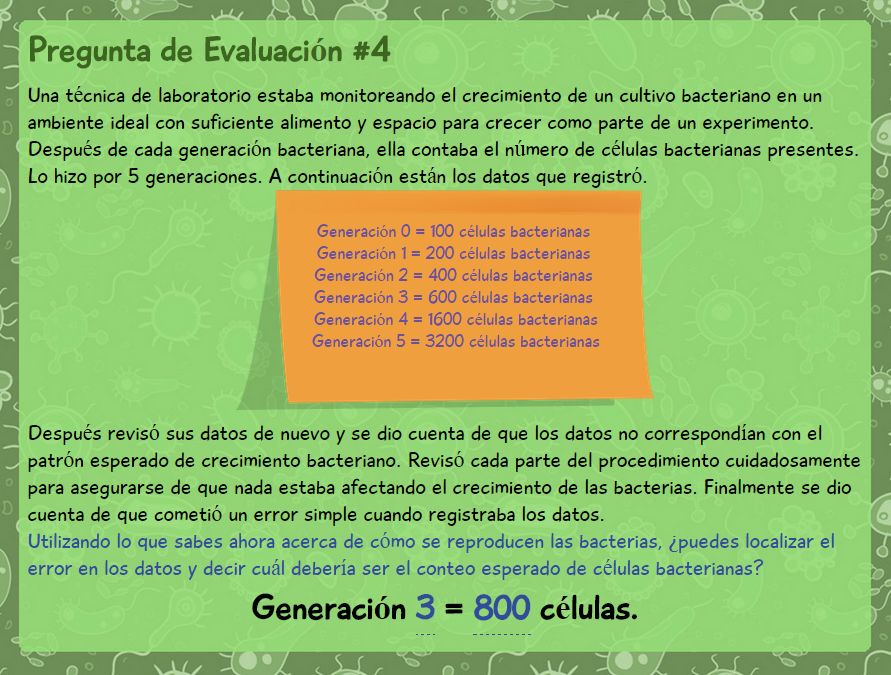 Pregunta de Evaluación #4
Una técnica de laboratorio estaba monitoreando el crecimiento de un cultivo bacteriano en un
ambiente ideal con suficiente alimento y espacio para crecer como parte de un experimento.
Después de cada generación bacteriana, ella contaba el número de células bacterianas presentes.
Lo hizo por 5 generaciones. A continuación están los datos que registró.
Generación 0 = 100 células bacterianas
Generación 1 = 200 células bacterianas
Generación 2 = 400 células bacterianas
Generación 3 = 600 células bacterianas
Generación 4 = 1600 células bacterianas
Generación 5 = 3200 células bacterianas
Después revisó sus datos de nuevo y se dio cuenta de que los datos no correspondían con el
patrón esperado de crecimiento bacteriano. Revisó cada parte del procedimiento cuidadosamente
para asegurarse de que nada estaba afectando el crecimiento de las bacterias. Finalmente se dio
cuenta de que cometió un error simple cuando registraba los datos.
Utilizando lo que sabes ahora acerca de cómo se reproducen las bacterias, ¿puedes localizar el
error en los datos y decir cuál debería ser el conteo esperado de células bacterianas?
Generación 3 = 800 células.